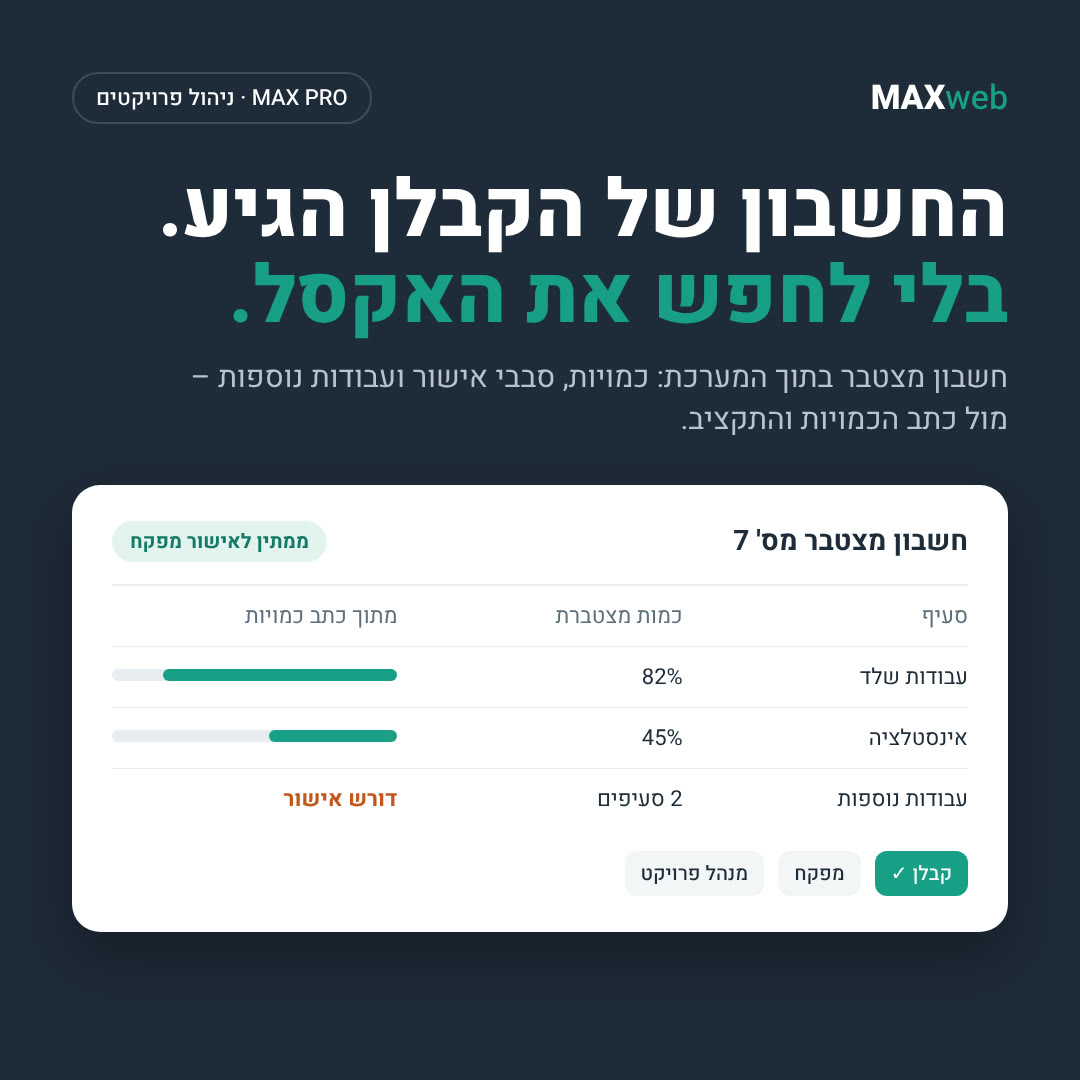 MAXweb
MAX PRO · ניהול פרויקטים
החשבון של הקבלן הגיע.
בלי לחפש את האקסל.
חשבון מצטבר בתוך המערכת: כמויות, סבבי אישור ועבודות נוספות –
מול כתב הכמויות והתקציב.
חשבון מצטבר מס' 7
ממתין לאישור מפקח
סעיף כמות מצטברת מתוך כתב כמויות
עבודות שלד 82%
אינסטלציה 45%
עבודות נוספות 2 סעיפים דורש אישור
קבלן ✓ מפקח מנהל פרויקט